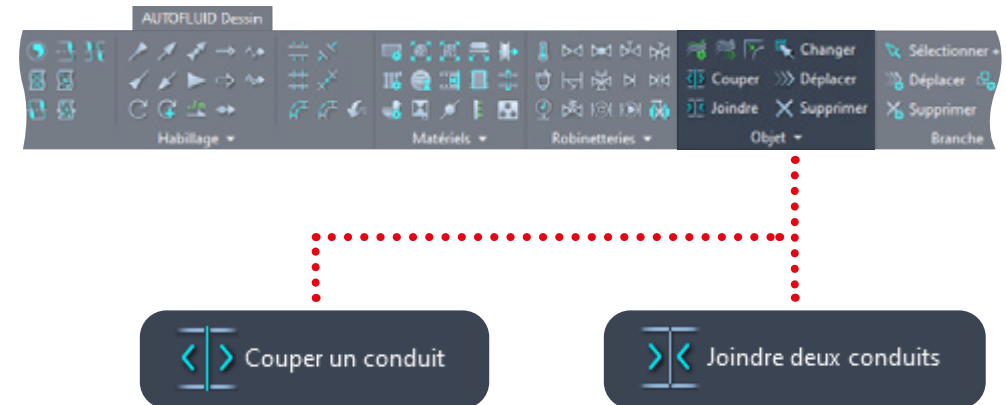 AUTOFLUID Dessin
Changer
Sélectionner
Couper
Déplacer
Déplacer
Joindre
Supprimer
Supprimer
Habillage
Matériels
Robinetteries
Objet
Branche
Couper un conduit
Joindre deux conduits